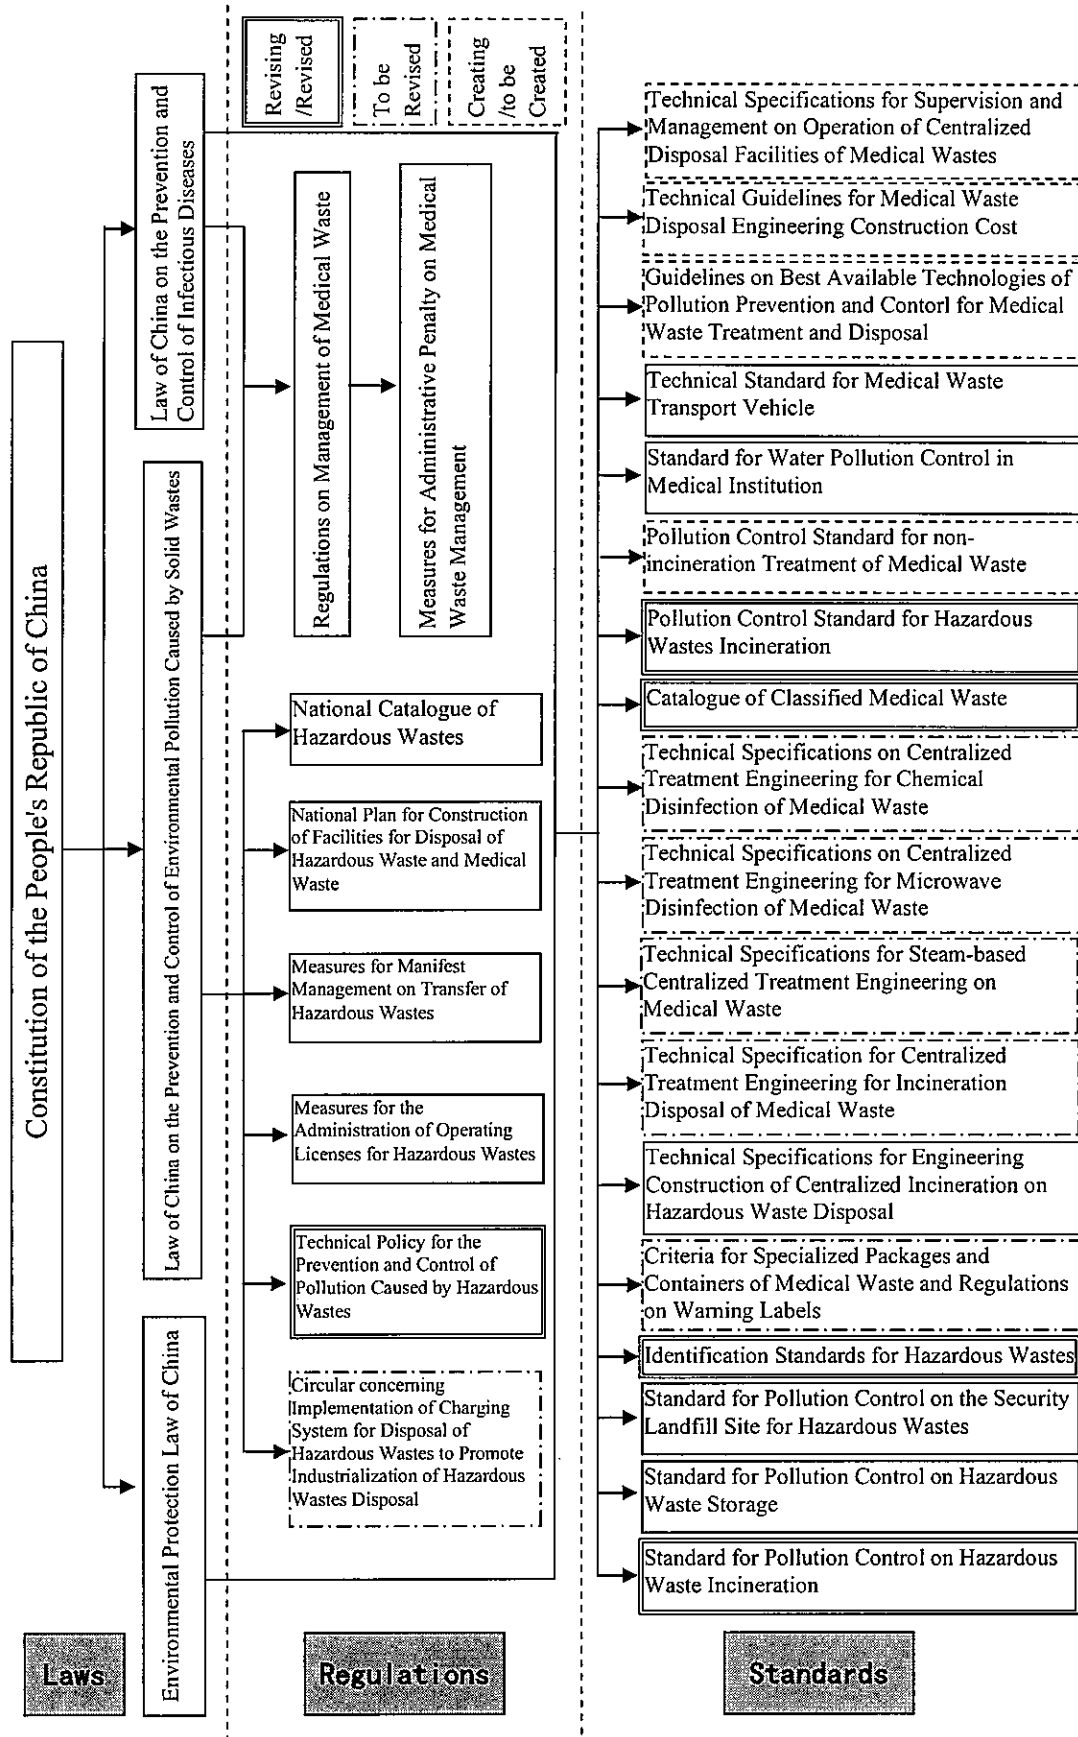 Constitution of the People's Republic of China
Law of China on the Prevention and
Control of Infectious Diseases
Law of China on the Prevention and Control of Environmental Pollution Caused by Solid Wastes
Environmental Protection Law of China
Laws
Revising
/Revised
To be
Revised
Creating
/to be
Created
Regulations on Management of Medical Waste
Measures for Administrative Penalty on Medical
Waste Management
National Catalogue of
Hazardous Wastes
National Plan for Construction
of Facilities for Disposal of
Hazardous Waste and Medical
Waste
Measures for Manifest
Management on Transfer of
Hazardous Wastes
Measures for the
Administration of Operating
Licenses for Hazardous Wastes
Technical Policy for the
Prevention and Control of
Pollution Caused by Hazardous
Wastes
Circular concerning
Implementation of Charging
System for Disposal of
Hazardous Wastes to Promote
Industrialization of Hazardous
Wastes Disposal
Regulations
Technical Specifications for Supervision and
Management on Operation of Centralized
Disposal Facilities of Medical Wastes
Technical Guidelines for Medical Waste
Disposal Engineering Construction Cost
Guidelines on Best Available Technologies of
Pollution Prevention and Contorl for Medical
Waste Treatment and Disposal
Technical Standard for Medical Waste
Transport Vehicle
Standard for Water Pollution Control in
Medical Institution
Pollution Control Standard for non-
incineration Treatment of Medical Waste
Pollution Control Standard for Hazardous
Wastes Incineration
Catalogue of Classified Medical Waste
Technical Specifications on Centralized
Treatment Engineering for Chemical
Disinfection of Medical Waste
Technical Specifications on Centralized
Treatment Engineering for Microwave
Disinfection of Medical Waste
Technical Specifications for Steam-based
Centralized Treatment Engineering on
Medical Waste
Technical Specification for Centralized
Treatment Engineering for Incineration
Disposal of Medical Waste
Technical Specifications for Engineering
Construction of Centralized Incineration on
Hazardous Waste Disposal
Criteria for Specialized Packages and
Containers of Medical Waste and Regulations
on Warning Labels
Identification Standards for Hazardous Wastes
Standard for Pollution Control on the Security
Landfill Site for Hazardous Wastes
Standard for Pollution Control on Hazardous
Waste Storage
Standard for Pollution Control on Hazardous
Waste Incineration
Standards